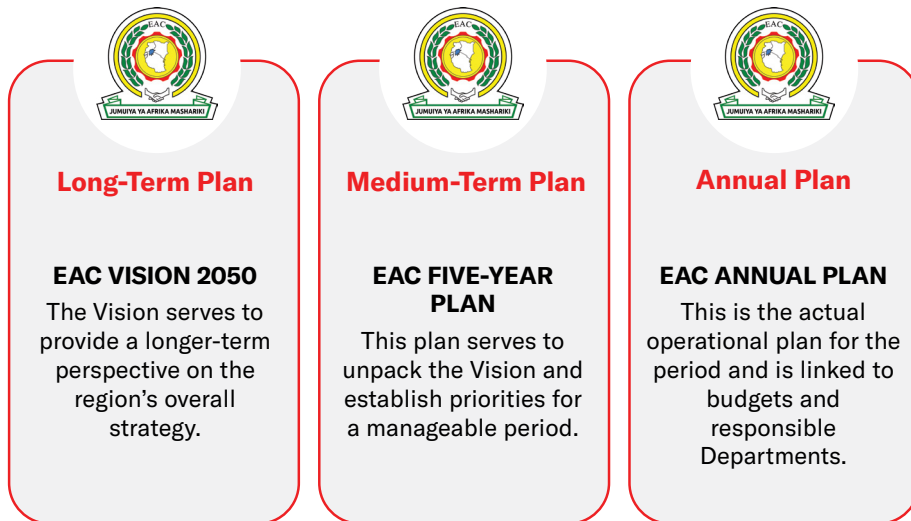 EAC
JUMUIYA YA AFRIKA MASHARIKI
Long-Term Plan
EAC VISION 2050
The Vision serves to
provide a longer-term
perspective on the
region’s overall
strategy.
EAC
JUMUIYA YA AFRIKA MASHARIKI
Medium-Term Plan
EAC FIVE-YEAR
PLAN
This plan serves to
unpack the Vision and
establish priorities for
a manageable period.
EAC
JUMUIYA YA AFRIKA MASHARIKI
Annual Plan
EAC ANNUAL PLAN
This is the actual
operational plan for the
period and is linked to
budgets and
responsible
Departments.